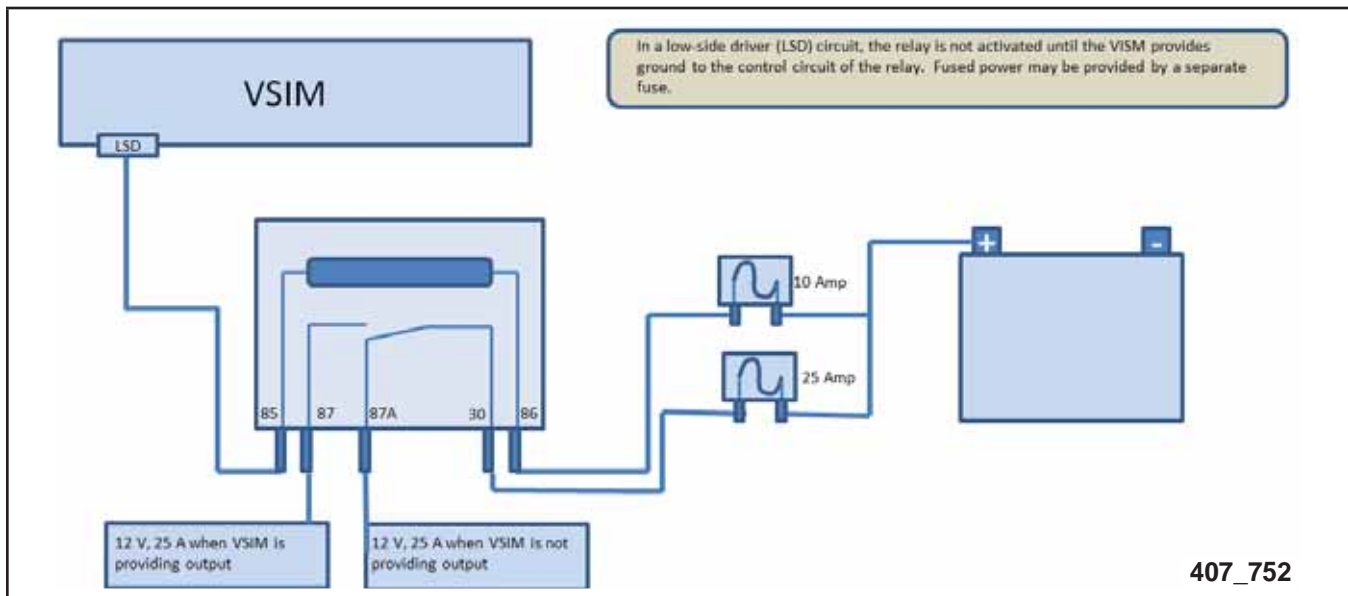 VSIM
LSD
In a low-side driver (LSD) circuit, the relay is not activated until the VISM provides
ground to the control circuit of the relay. Fused power may be provided by a separate
fuse.
+
-
10 Amp
25 Amp
85
87
87A
30
86
12 V, 25 A when VSIM is
providing output
12 V, 25 A when VSIM is not
providing output
407_752